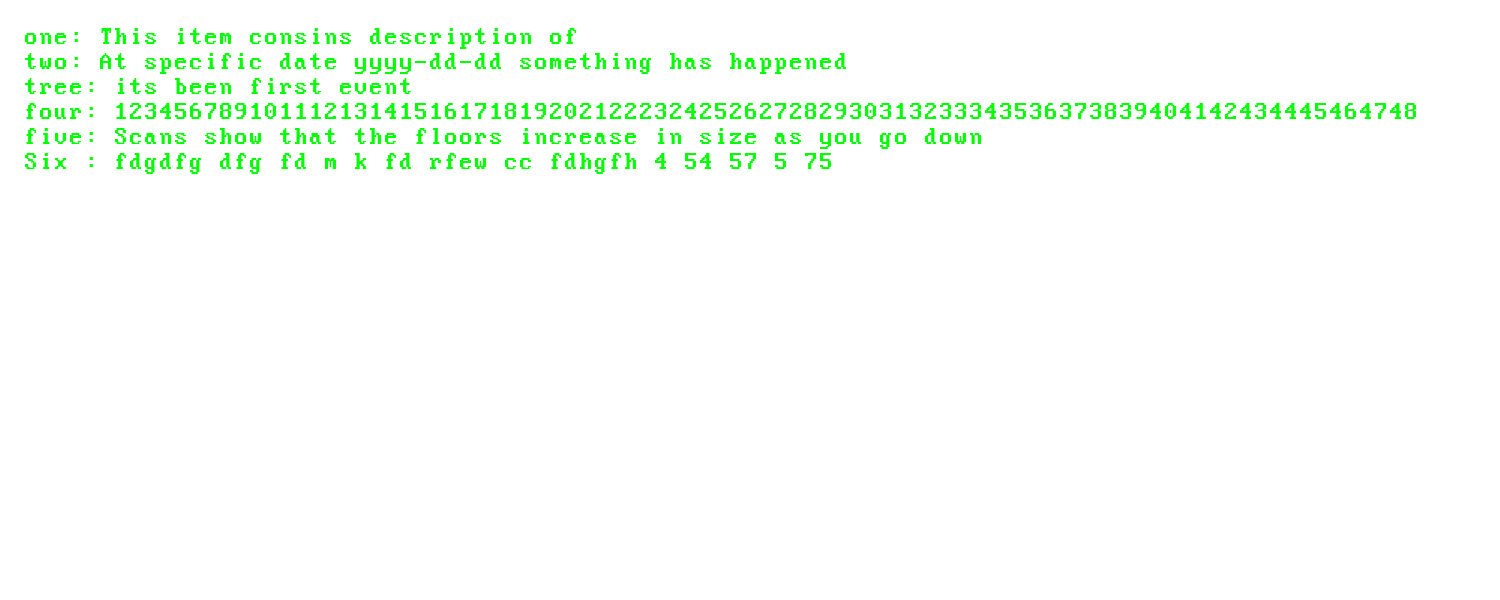 one: This item consins description of
two: At specific date yyyy-dd-dd something has happened
tree: its been first event
four: 123456789101112131415161718192021222324252627282930313233343536373839404142434445464748
five: Scans show that the floors increase in size as you go down
Six : fdgdfg dfg fd m k fd rfew cc fdhgfh 4 54 57 5 75